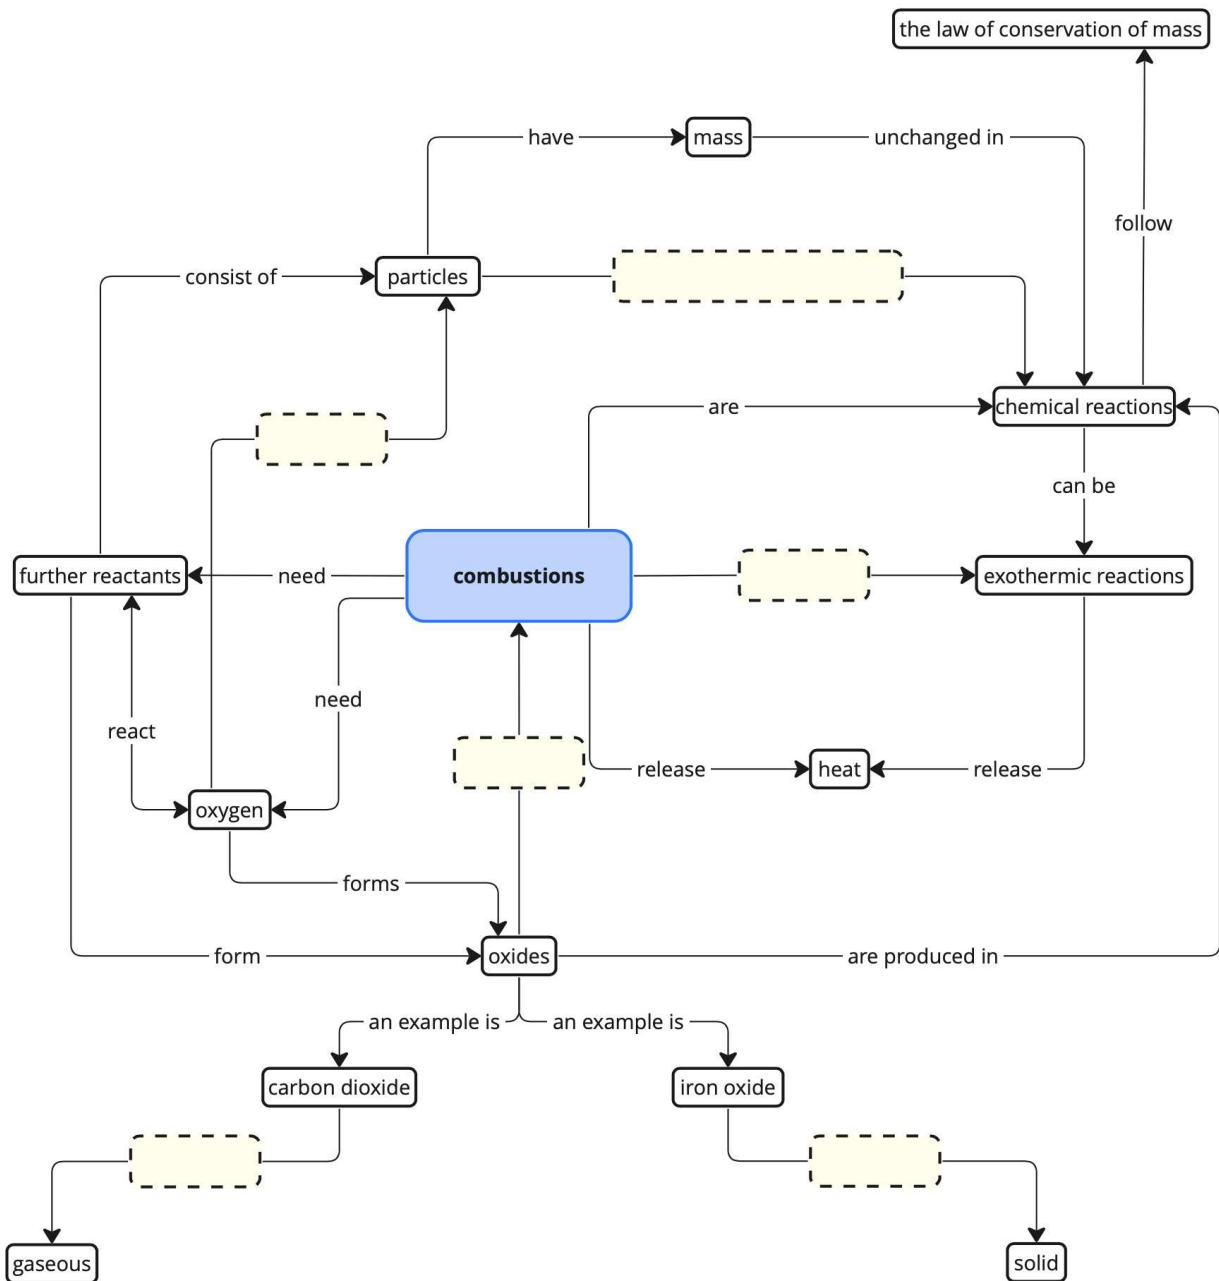 the law of conservation of mass
have
mass
unchanged in
follow
consist of
particles
are
chemical reactions
can be
further reactants
need
combustions
exothermic reactions
need
react
release
heat
release
oxygen
forms
form
oxides
are produced in
an example is
an example is
carbon dioxide
iron oxide
gaseous
solid